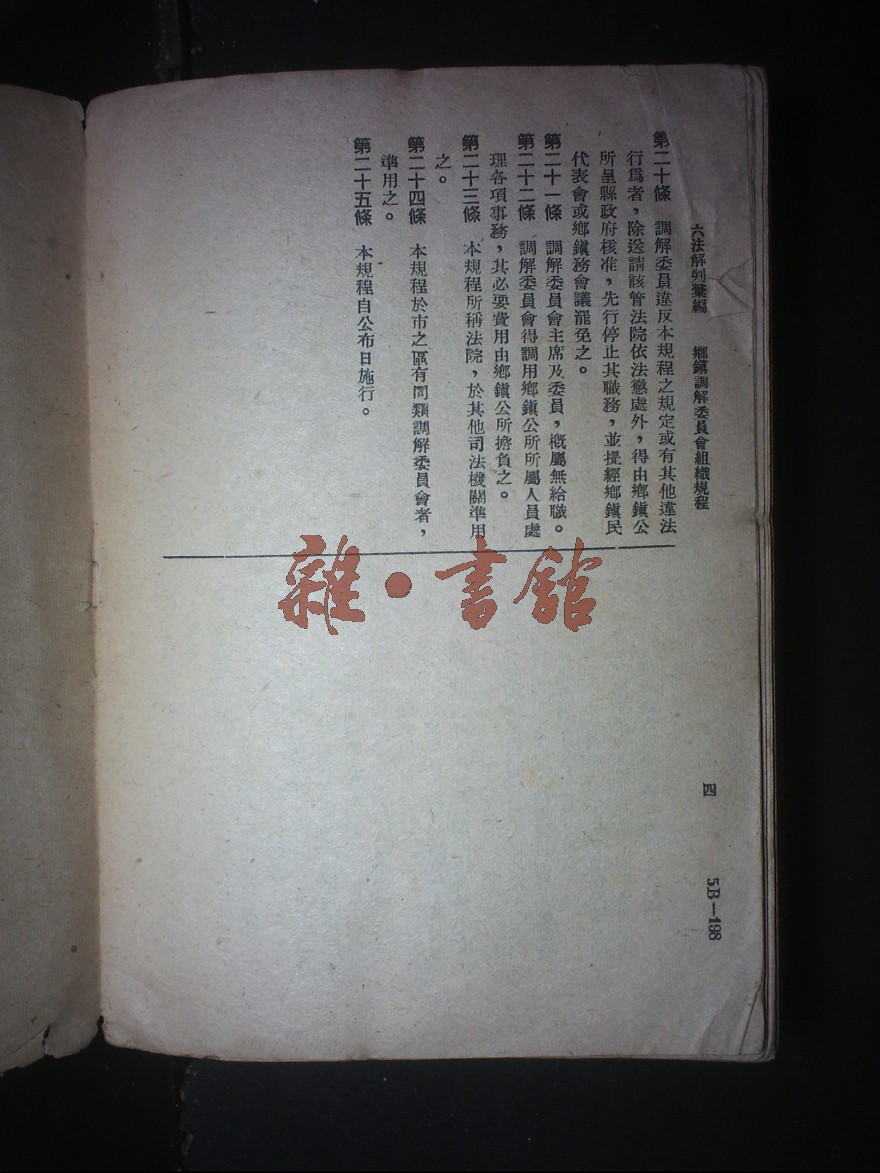 六法解判彙編　鄉鎮調解委員會組織規程
第二十條　調解委員違反本規程之規定或有其他違法
行爲者，除送請該管法院依法懲處外，得由鄉鎮公
所呈縣政府核准，先行停止其職務，並提經鄉鎮民
代表會或鄉鎮務會議罷免之。
第二十一條　調解委員會主席及委員，概屬無給職。
第二十二條　調解委員會得調用鄉鎮公所所屬人員處
理各項事務，其必要費用由鄉鎮公所擔負之。
第二十三條　本規程所稱法院，於其他司法機關準用
之。
第二十四條　本規程於市之區有同類調解委員會者，
準用之。
第二十五條　本規程自公布日施行。
四
5B—198
雜·書館